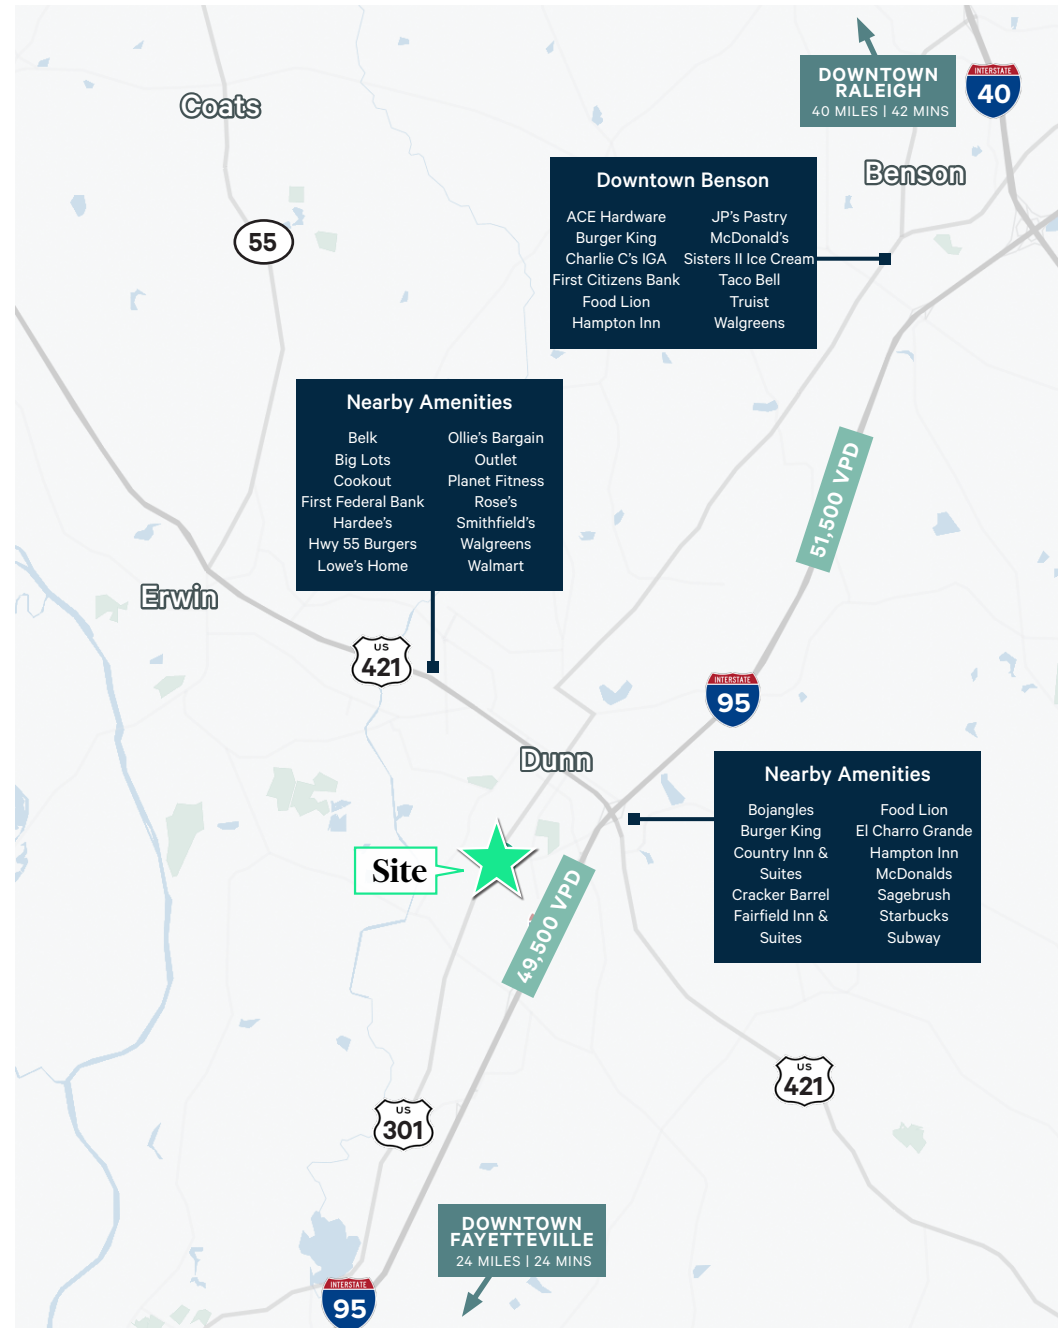 DOWNTOWN
RALEIGH
40 MILES | 42 MINS
INTERSTATE
40
Coats
Benson
Downtown Benson
ACE Hardware
Burger King
Charlie C's IGA
First Citizens Bank
Food Lion
Hampton Inn
JP's Pastry
McDonald's
Sisters II Ice Cream
Taco Bell
Truist
Walgreens
55
Nearby Amenities
Belk
Big Lots
Cookout
First Federal Bank
Hardee's
Hwy 55 Burgers
Lowe's Home
Ollie's Bargain
Outlet
Planet Fitness
Rose's
Smithfield's
Walgreens
Walmart
51,500 VPD
Erwin
US
421
INTERSTATE
95
Dunn
Nearby Amenities
Bojangles
Burger King
Country Inn &
Suites
Cracker Barrel
Fairfield Inn &
Suites
Food Lion
El Charro Grande
Hampton Inn
McDonalds
Sagebrush
Starbucks
Subway
Site
49,500 VPD
US
421
US
301
DOWNTOWN
FAYETTEVILLE
24 MILES | 24 MINS
INTERSTATE
95